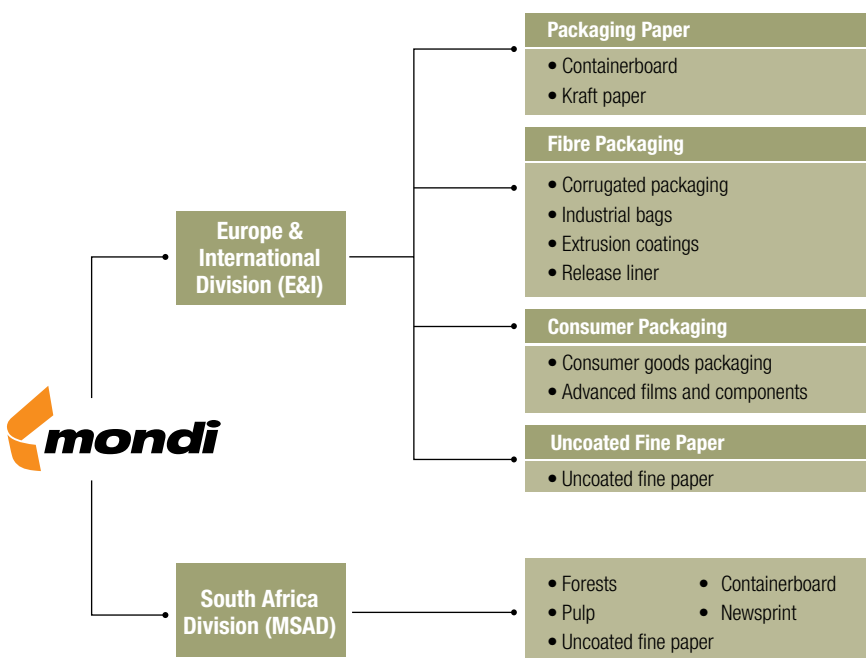 Packaging Paper
• Containerboard
• Kraft paper
Fibre Packaging
• Corrugated packaging
• Industrial bags
• Extrusion coatings
• Release liner
Europe &
International
Division (E&I)
Consumer Packaging
• Consumer goods packaging
• Advanced films and components
mondi
Uncoated Fine Paper
• Uncoated fine paper
South Africa
Division (MSAD)
• Forests
• Pulp
• Uncoated fine paper
• Containerboard
• Newsprint